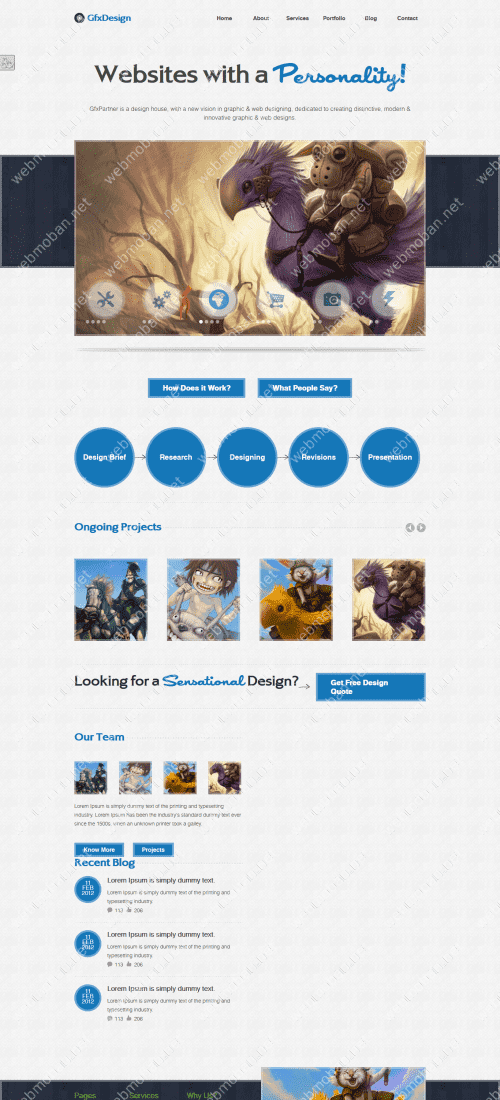 GfxDesign
Home About Services Portfolio Blog Contact
Websites with a Personality!
GfxPartner is a design house, with a new vision in graphic & web designing, dedicated to creating distinctive, modern &
innovative graphic & web designs.
How Does it Work? What People Say?
Design Brief Research Designing Revisions Presentation
Ongoing Projects
Looking for a Sensational Design?
Get Free Design
Quote
Our Team
Lorem Ipsum is simply dummy text of the printing and typesetting
industry. Lorem Ipsum has been the industry's standard dummy text ever
since the 1500s, when an unknown printer took a galley.
Know More Projects
Recent Blog
11
FEB
2012
Lorem Ipsum is simply dummy text.
Lorem Ipsum is simply dummy text of the printing and
typesetting industry.
113 206
11
FEB
2012
Lorem Ipsum is simply dummy text.
Lorem Ipsum is simply dummy text of the printing and
typesetting industry.
113 206
11
FEB
2012
Lorem Ipsum is simply dummy text.
Lorem Ipsum is simply dummy text of the printing and
typesetting industry.
113 206
Pages Services Why Us?
webmoban.net